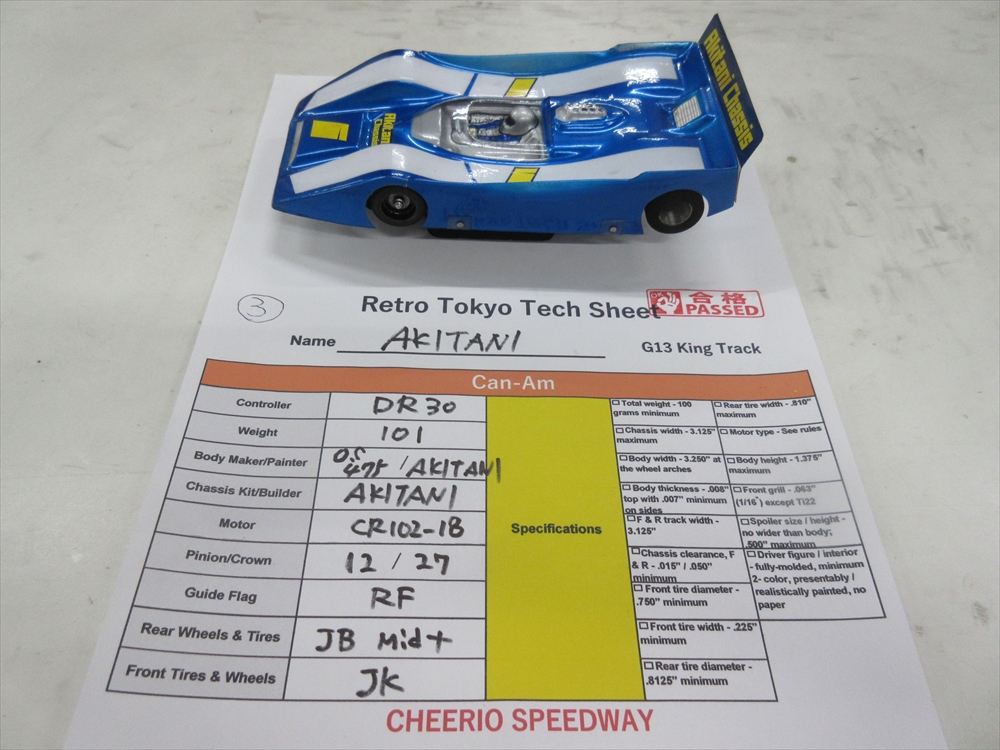 Akitani Chassis
Akitani
Chassis
③
Retro Tokyo Tech Sheet
合格
PASSED
Name AKITANI
G13 King Track
Can-Am
Controller DR30
Weight 101
Body Maker/Painter /AKITANI
Chassis Kit/Builder AKITANI
Motor CR102-1B
Pinion/Crown 12 / 27
Guide Flag RF
Rear Wheels & Tires JB Mid+
Front Tires & Wheels JK
Specifications
☐ Total weight - 100
grams minimum
☐ Chassis width - 3.125"
maximum
☐ Body width - 3.250" at
the wheel arches
☐ Body thickness - .008"
top with .007" minimum
on sides
☐ F & R track width -
3.125"
☐ Chassis clearance, F
& R - .015" / .050"
minimum
☐ Front tire diameter -
.750" minimum
☐ Front tire width - .225"
minimum
☐ Rear tire diameter -
.8125" minimum
☐ Rear tire width - .810"
maximum
☐ Motor type - See rules
☐ Body height - 1.375"
maximum
☐ Front grill - .063"
(1/16") except Ti22
☐ Spoiler size / height -
no wider than body;
.500" maximum
☐ Driver figure / interior
- fully-molded, minimum
2- color, presentably /
realistically painted, no
paper
CHEERIO SPEEDWAY